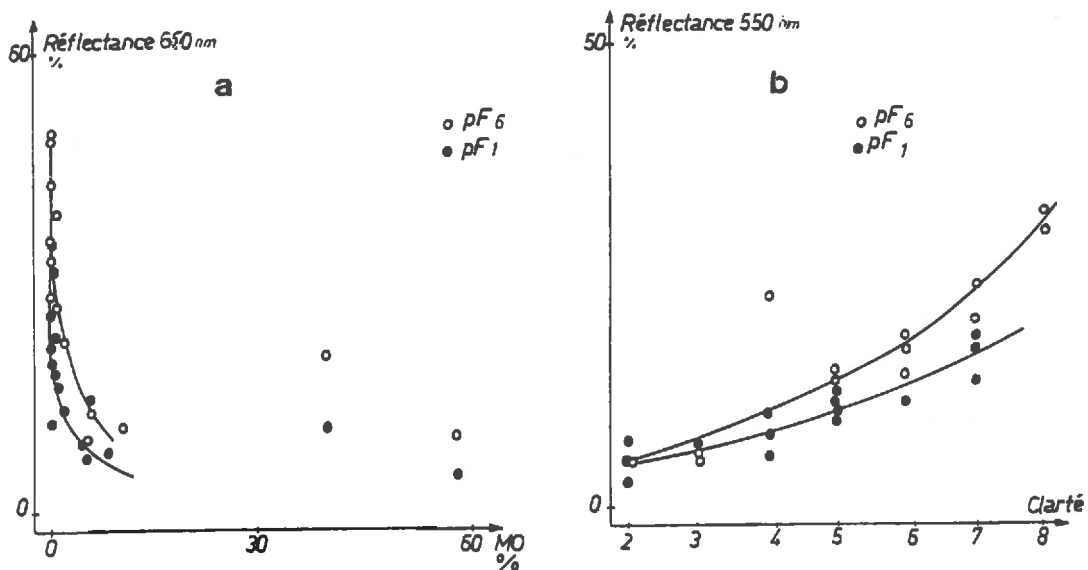 Réflectance 650 nm
60
%
a
○ pF 6
● pF 1
0
0
30
60
MO
%
Réflectance 550 nm
50
%
b
○ pF 6
● pF 1
0
Clarté
2
3
4
5
6
7
8